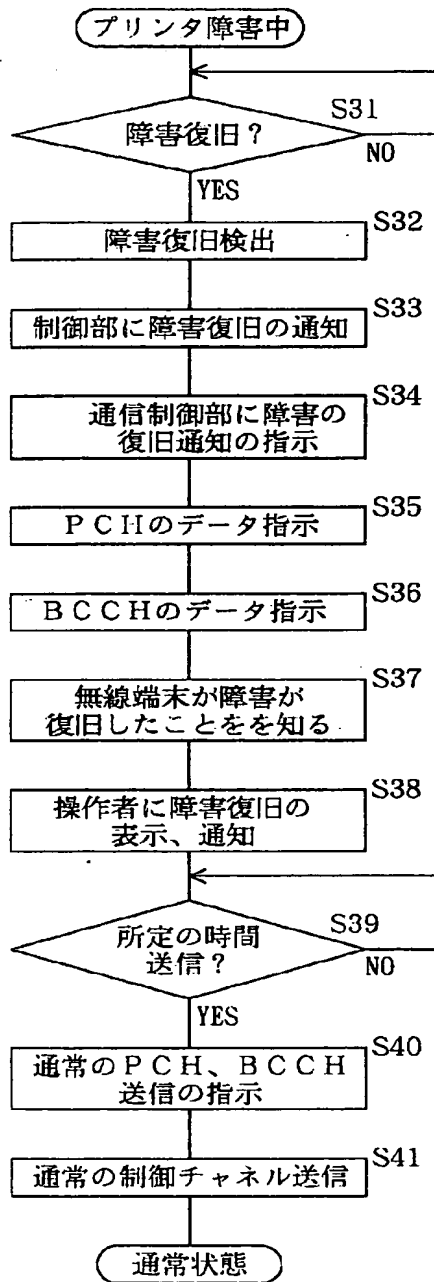 プリンタ障害中
障害復旧？
S31
NO
YES
障害復旧検出
S32
制御部に障害復旧の通知
S33
通信制御部に障害の
復旧通知の指示
S34
ＰＣＨのデータ指示
S35
ＢＣＣＨのデータ指示
S36
無線端末が障害が
復旧したことをを知る
S37
操作者に障害復旧の
表示、通知
S38
所定の時間
送信？
S39
NO
YES
通常のＰＣＨ、ＢＣＣＨ
送信の指示
S40
通常の制御チャネル送信
S41
通常状態